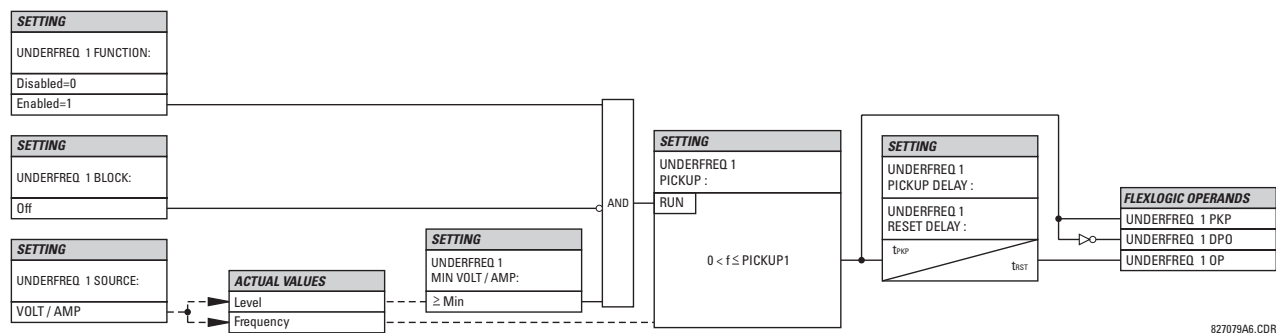 SETTING
UNDERFREQ 1 FUNCTION:
Disabled=0
Enabled=1
SETTING
UNDERFREQ 1 BLOCK:
Off
SETTING
UNDERFREQ 1 SOURCE:
VOLT / AMP
ACTUAL VALUES
Level
Frequency
SETTING
UNDERFREQ 1
MIN VOLT / AMP:
≥ Min
AND
SETTING
UNDERFREQ 1
PICKUP :
RUN
0 < f ≤ PICKUP1
SETTING
UNDERFREQ 1
PICKUP DELAY :
UNDERFREQ 1
RESET DELAY :
tPKP
tRST
FLEXLOGIC OPERANDS
UNDERFREQ 1 PKP
UNDERFREQ 1 DPO
UNDERFREQ 1 OP
827079A6.CDR